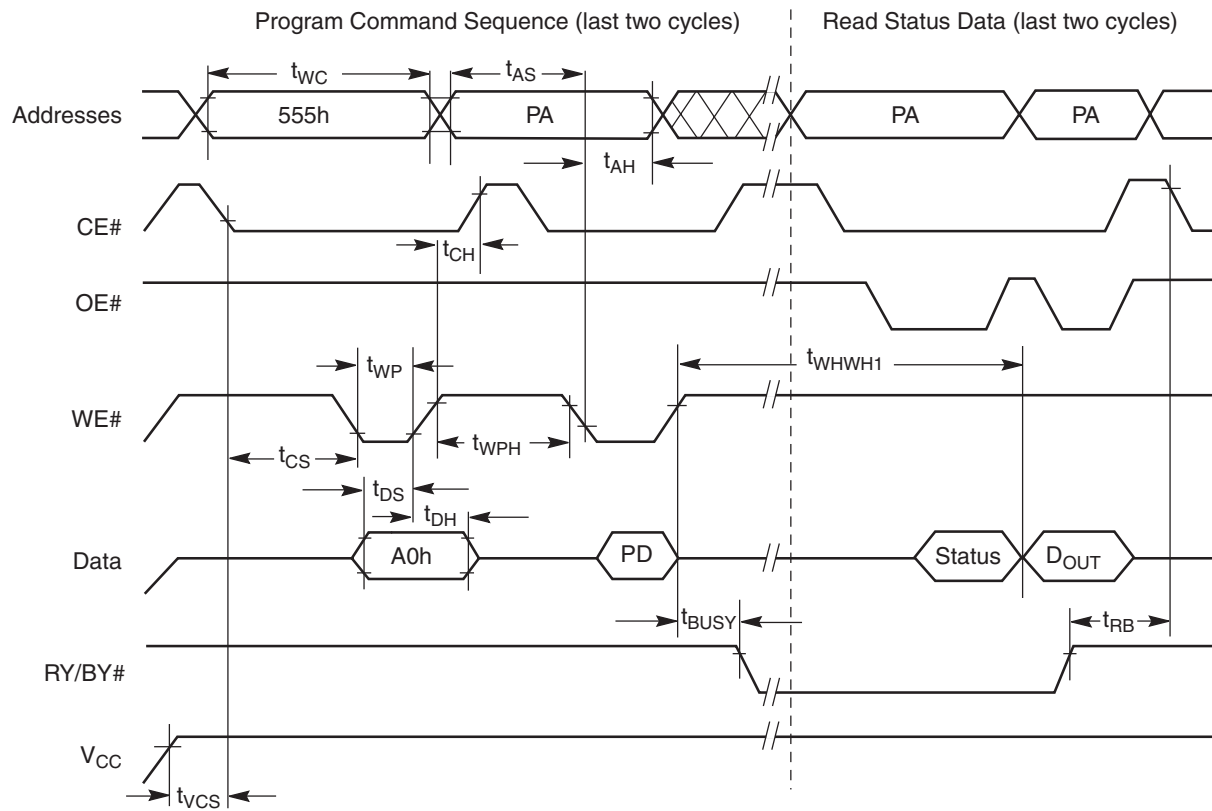 Program Command Sequence (last two cycles)
Read Status Data (last two cycles)
tWC
tAS
Addresses
555h
PA
PA
PA
tAH
CE#
tCH
OE#
tWHWH1
tWP
WE#
tCS
tWPH
tDS
tDH
Data
A0h
PD
Status
DOUT
tBUSY
tRB
RY/BY#
VCC
tVCS